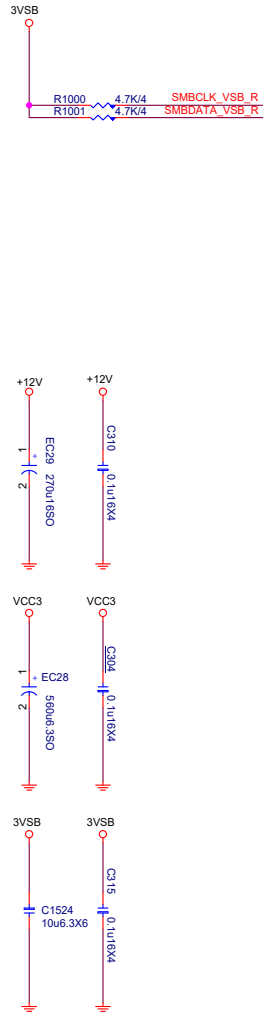 3VSB
R1000 4.7K/4 SMBCLK_VSB_R
R1001 4.7K/4 SMBDATA_VSB_R
+12V +12V
1
+
2
EC29 270u16SO
C310 0.1u16X4
VCC3 VCC3
1
+ EC28
2
560u6.3SO
C304 0.1u16X4
3VSB 3VSB
C1524
10u6.3X6
C315 0.1u16X4